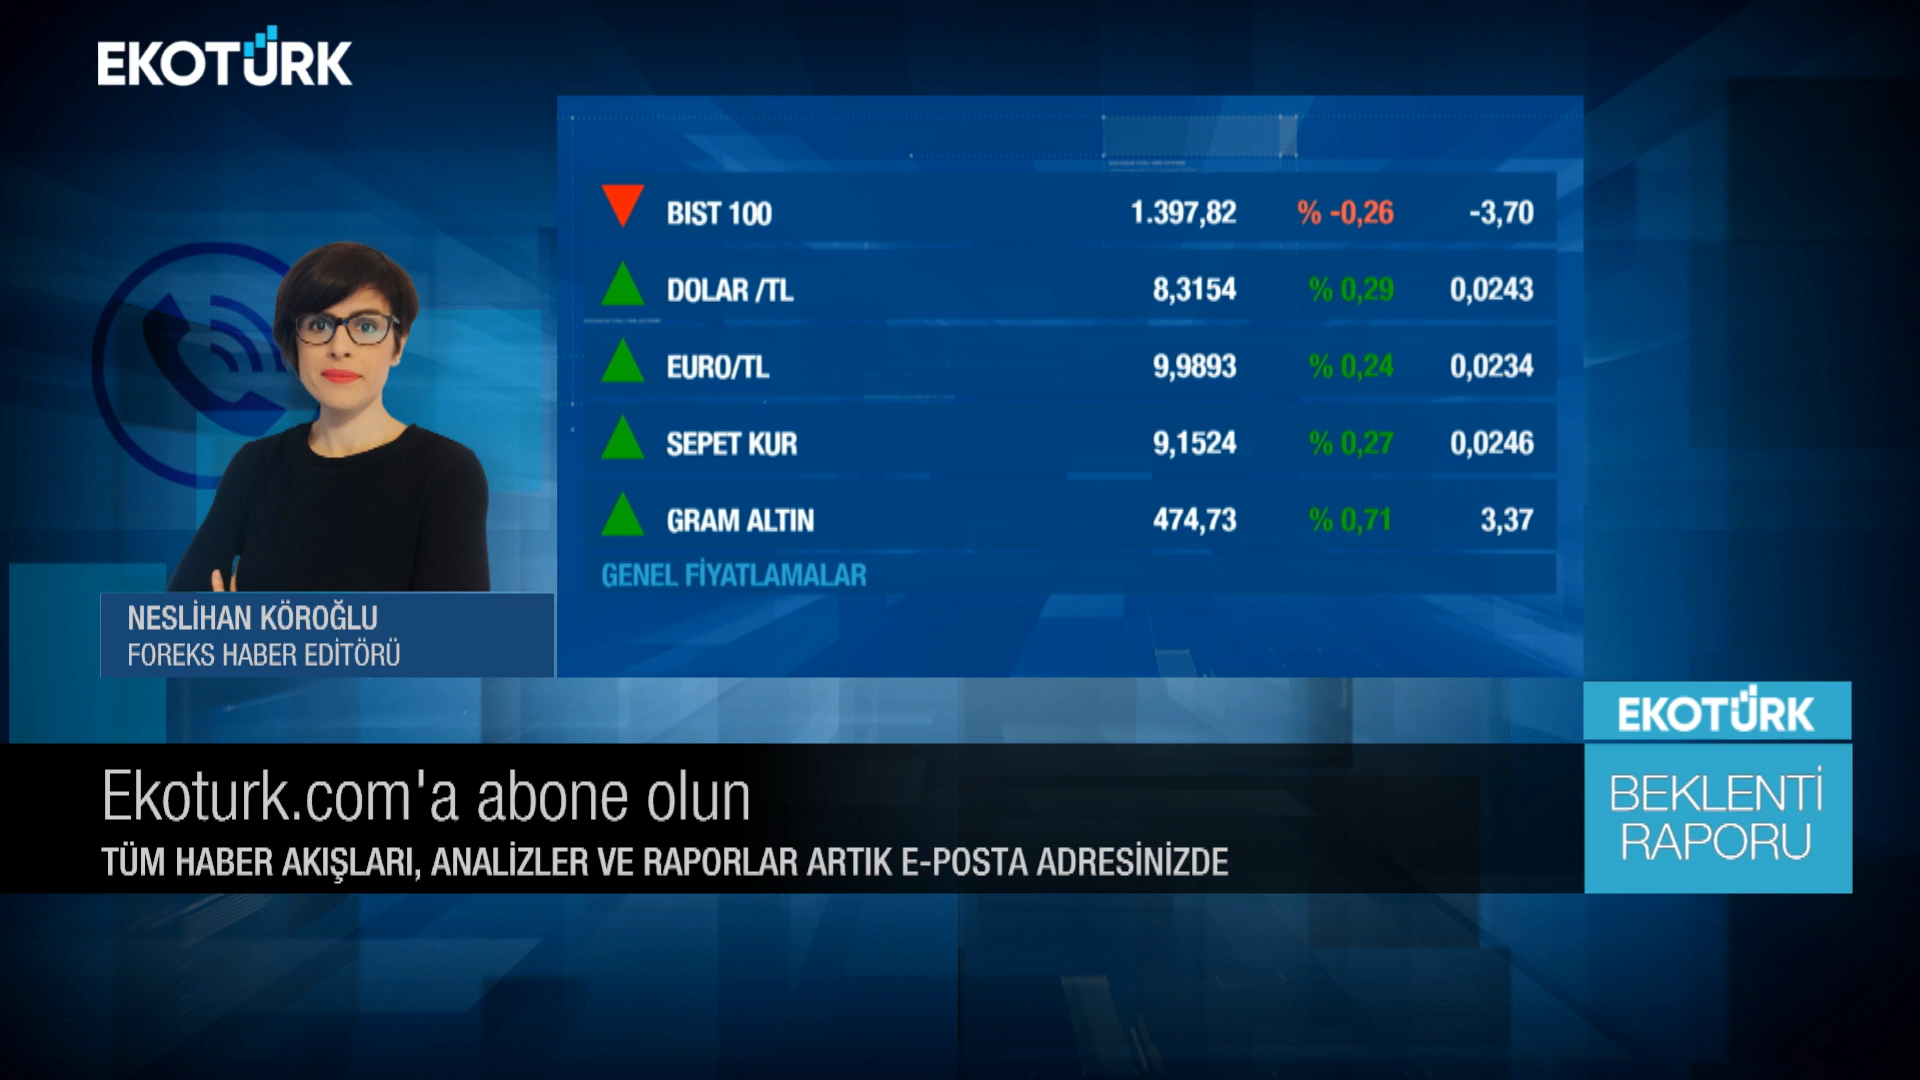 EKOTÜRK
BIST 100 1.397,82 % -0,26 -3,70
DOLAR /TL 8,3154 % 0,29 0,0243
EURO/TL 9,9893 % 0,24 0,0234
SEPET KUR 9,1524 % 0,27 0,0246
GRAM ALTIN 474,73 % 0,71 3,37
GENEL FİYATLAMALAR
NESLİHAN KÖROĞLU
FOREKS HABER EDİTÖRÜ
EKOTÜRK
BEKLENTİ
RAPORU
Ekoturk.com'a abone olun
TÜM HABER AKIŞLARI, ANALİZLER VE RAPORLAR ARTIK E-POSTA ADRESİNİZDE